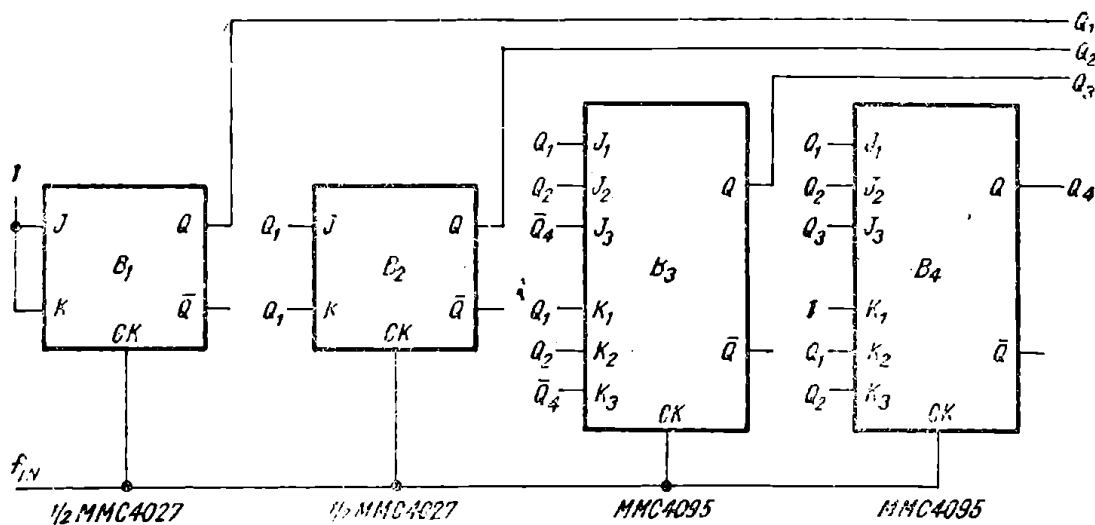 Q₁
Q₂
Q₃
1
J Q
B₁
K Q̄
CK
Q₁ J Q
B₂
Q₁ K Q̄
CK
Q₁ J₁
Q₂ J₂ Q
Q̄₄ J₃
B₃
Q₁ K₁
Q₂ K₂ Q̄
Q̄₄ K₃
CK
Q₁ J₁
Q₂ J₂ Q Q₄
Q₃ J₃
B₄
1 K₁
Q₁ K₂ Q̄
Q₂ K₃
CK
f_IN
1/2 MMC4027 1/2 MMC4027 MMC4095 MMC4095